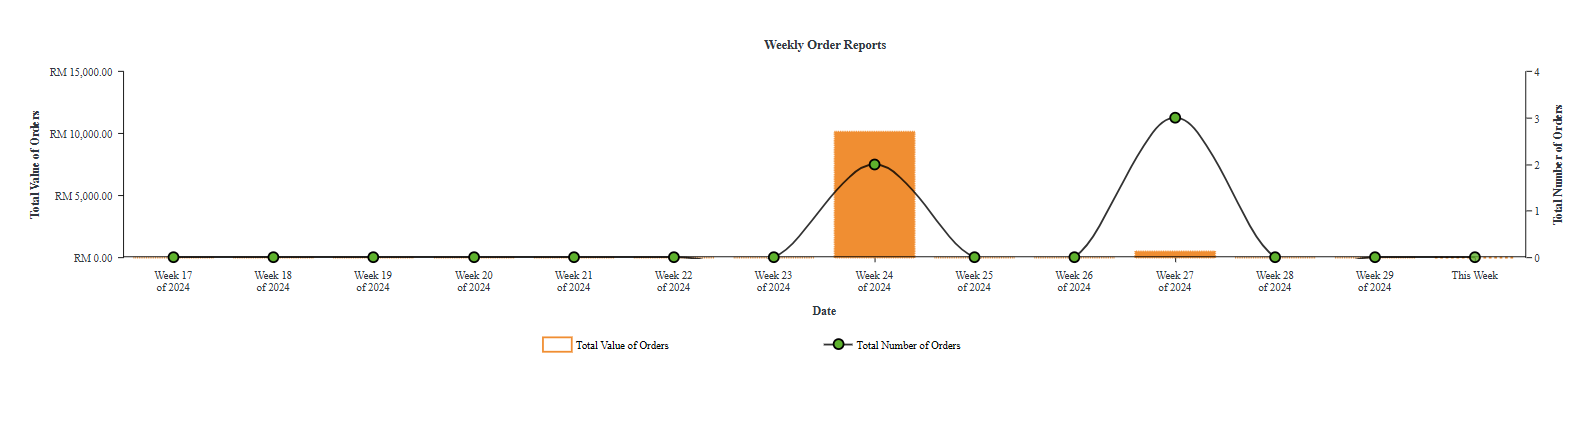 Weekly Order Reports
Total Value of Orders
RM 15,000.00
RM 10,000.00
RM 5,000.00
RM 0.00
4
3
2
1
0
Total Number of Orders
Week 17
of 2024
Week 18
of 2024
Week 19
of 2024
Week 20
of 2024
Week 21
of 2024
Week 22
of 2024
Week 23
of 2024
Week 24
of 2024
Week 25
of 2024
Week 26
of 2024
Week 27
of 2024
Week 28
of 2024
Week 29
of 2024
This Week
Date
Total Value of Orders
Total Number of Orders